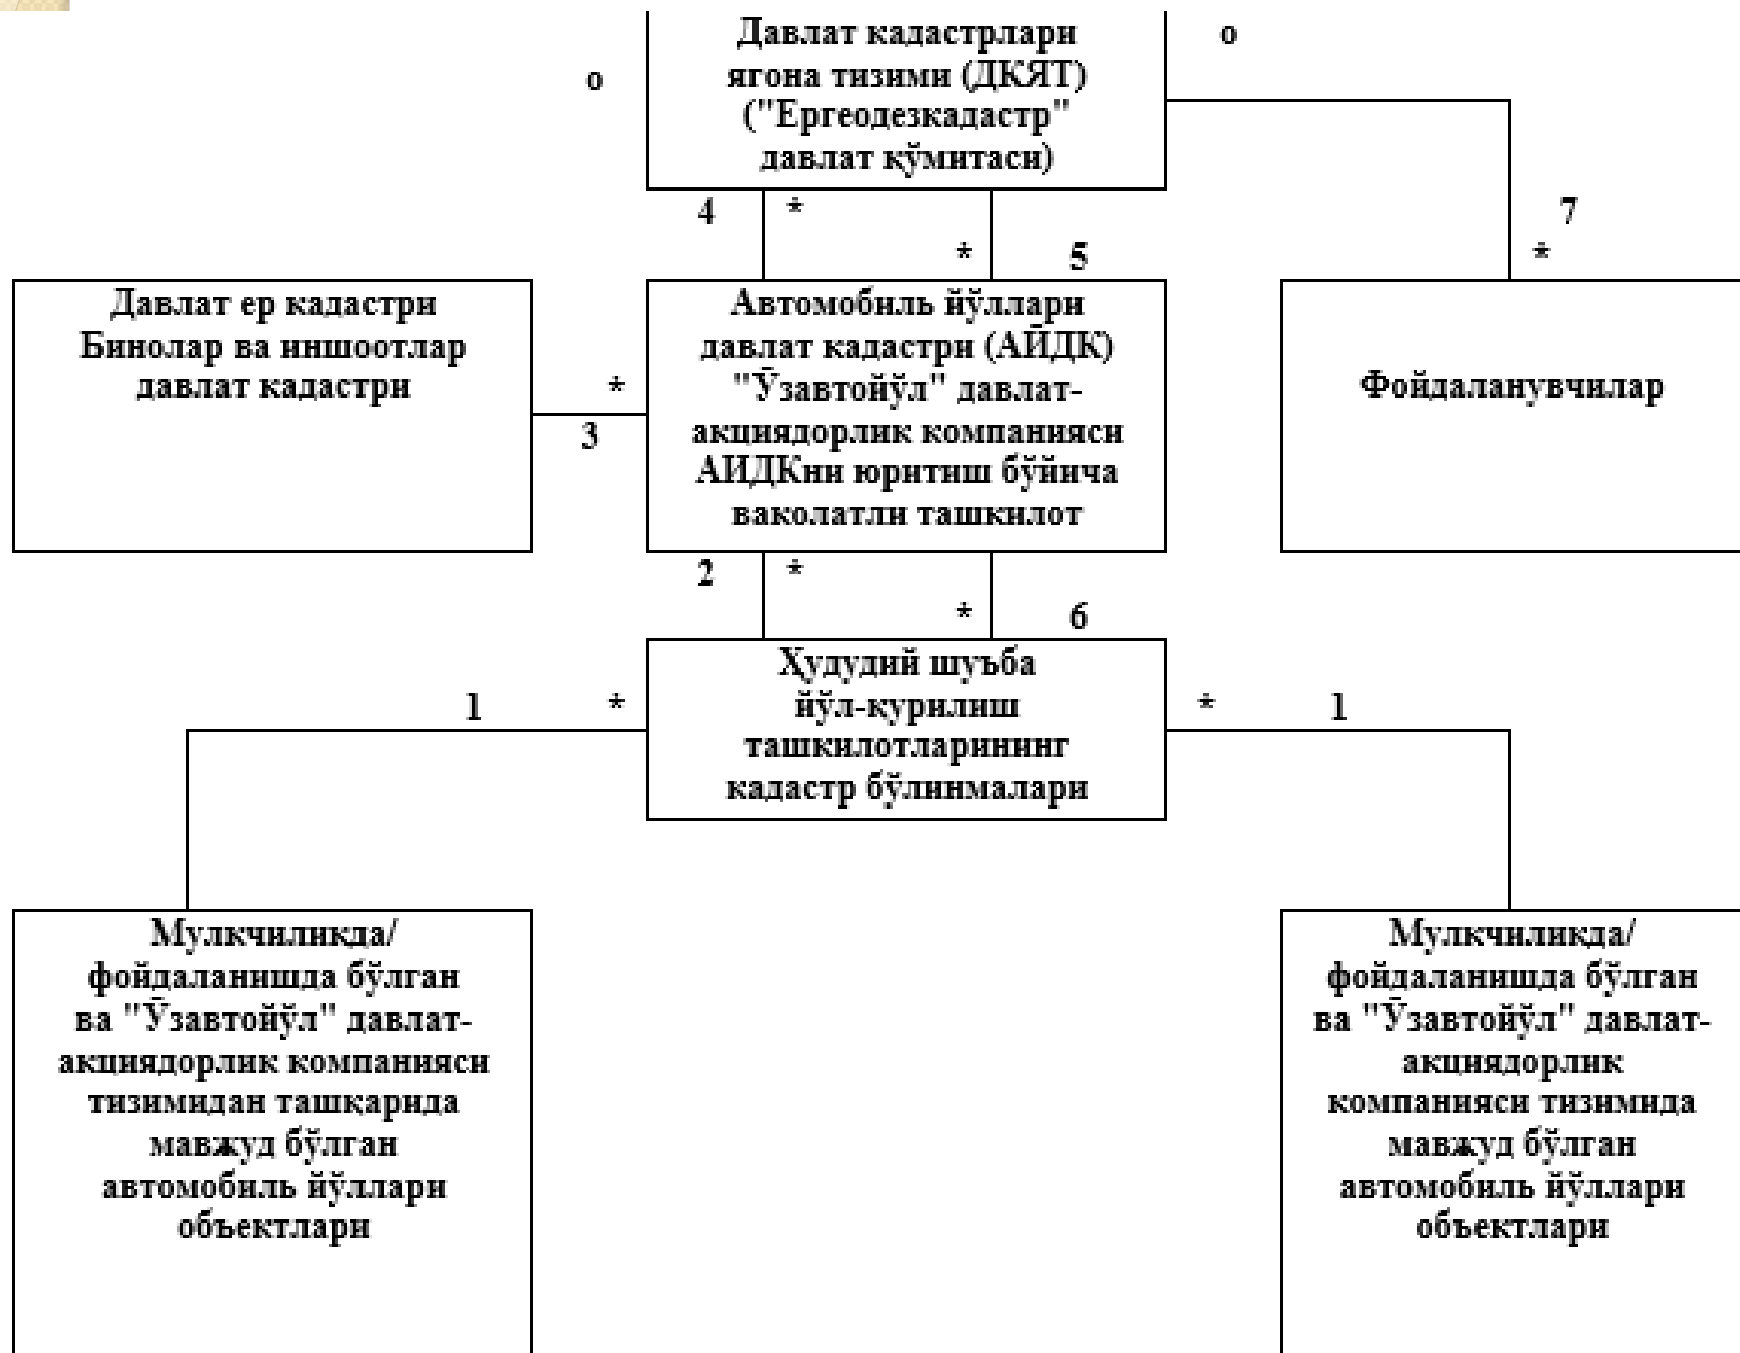 Давлат кадастрлари
ягона тизими (ДКЯТ)
("Ергеодезкадастр"
давлат қўмитаси)
о
о
4
*
*
5
7
*
Давлат ер кадастри
Бинолар ва иншоотлар
давлат кадастри
*
3
Автомобиль йўллари
давлат кадастри (АЙДК)
"Ўзавтойўл" давлат-
акциядорлик компанияси
АЙДКни юритиш бўйича
ваколатли ташкилот
Фойдаланувчилар
2
*
*
6
Ҳудудий шуъба
йўл-қурилиш
ташкилотларининг
кадастр бўлинмалари
1
*
*
1
Мулкчиликда/
фойдаланишда бўлган
ва "Ўзавтойўл" давлат-
акциядорлик компанияси
тизимидан ташқарида
мавжуд бўлган
автомобиль йўллари
объектлари
Мулкчиликда/
фойдаланишда бўлган
ва "Ўзавтойўл" давлат-
акциядорлик
компанияси тизимида
мавжуд бўлган
автомобиль йўллари
объектлари